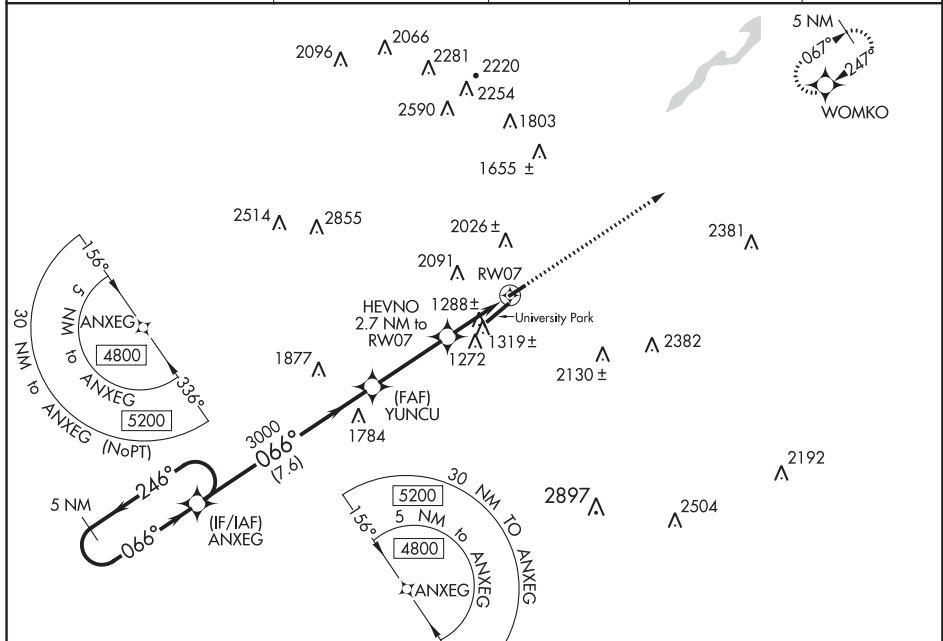 5 NM
067°
247°
WOMKO
2096
2066
2281
2220
2254
2590
1803
1655 ±
2514
2855
2026 ±
2381
2091
RW07
HEVNO
2.7 NM to
RW07
1288 ±
University Park
1319 ±
1272
2382
2130 ±
1877
(FAF)
YUNCU
1784
156°
5 NM to ANXEG
ANXEG
4800
336°
5200
30 NM to ANXEG (NoPT)
3000
066°
(7.6)
246°
5 NM
066°
(IF/IAF)
ANXEG
2192
2897
2504
5200
30 NM TO ANXEG
156°
5 NM to ANXEG
4800
ANXEG